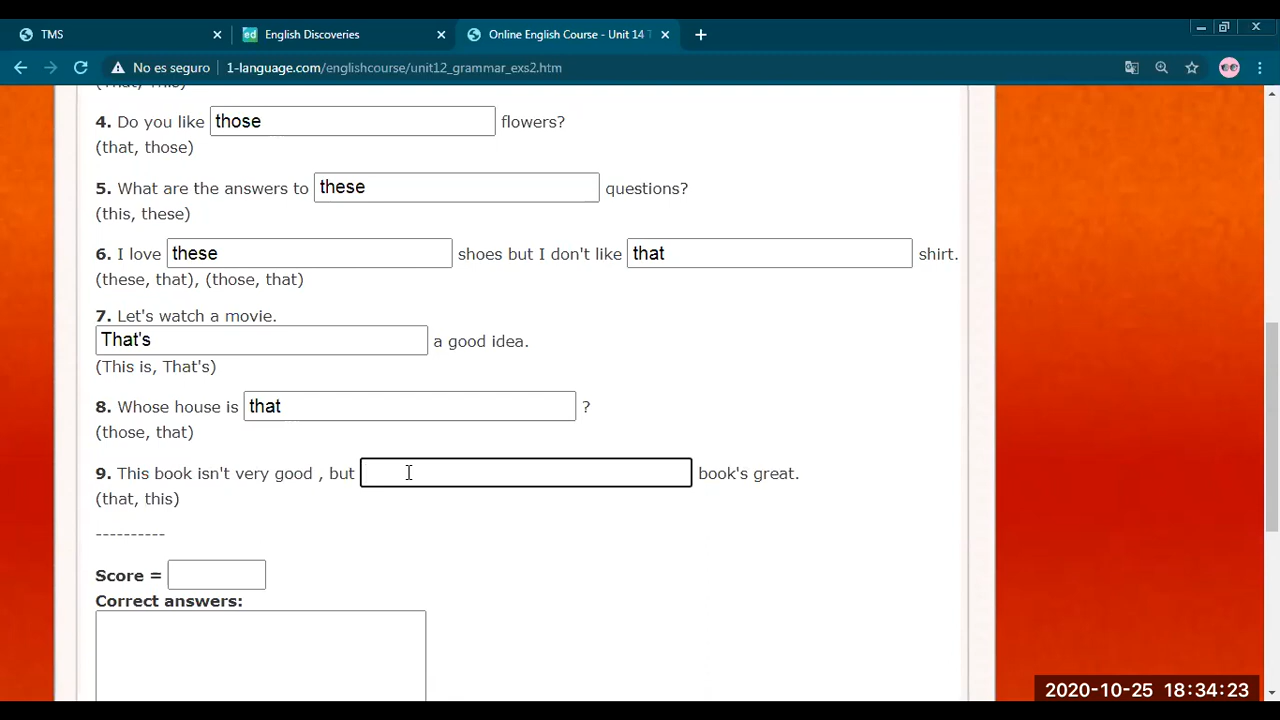 TMS
English Discoveries
Online English Course - Unit 14 T
No es seguro
1-language.com/englishcourse/unit12_grammar_exs2.htm
(That, This)
4. Do you like those flowers?
(that, those)
5. What are the answers to these questions?
(this, these)
6. I love these shoes but I don't like that shirt.
(these, that), (those, that)
7. Let's watch a movie.
That's a good idea.
(This is, That's)
8. Whose house is that ?
(those, that)
9. This book isn't very good , but book's great.
(that, this)
----------
Score =
Correct answers:
2020-10-25 18:34:23